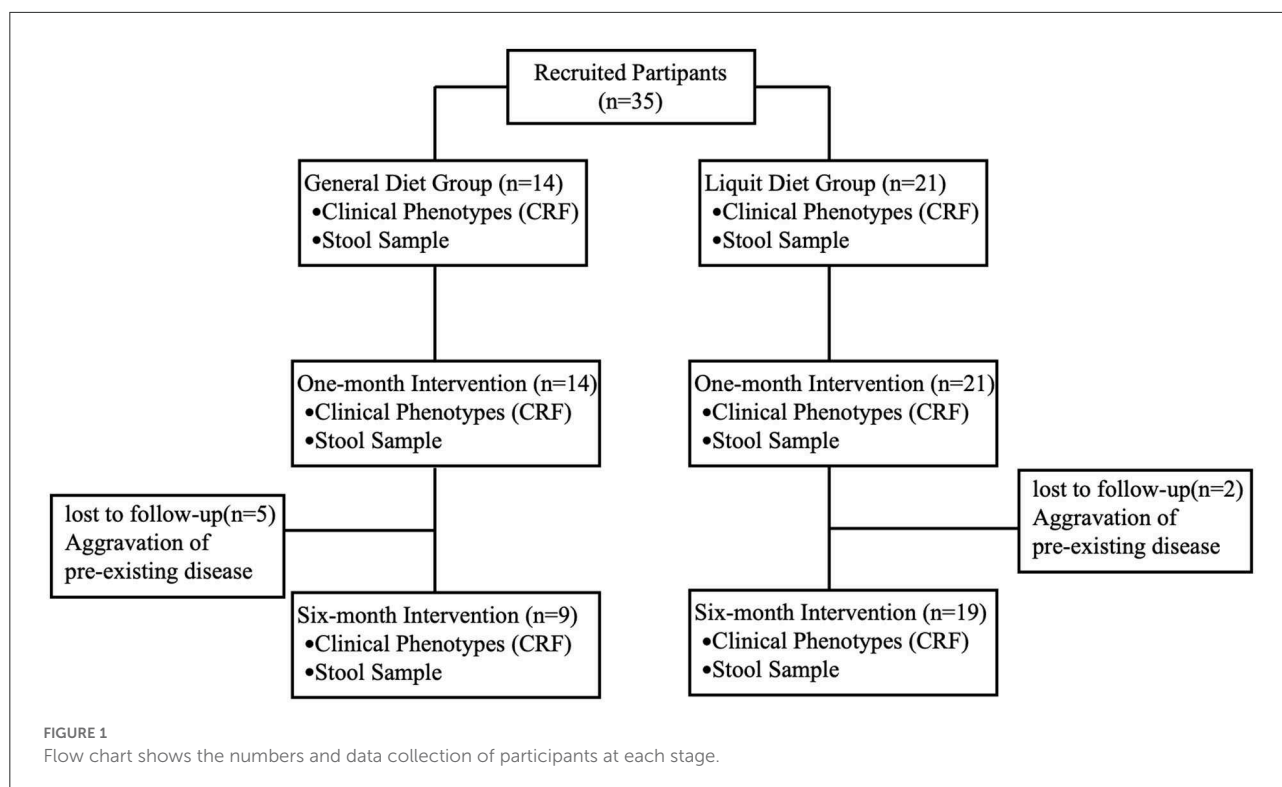 Recruited Partipants
(n=35)
General Diet Group (n=14)
•Clinical Phenotypes (CRF)
•Stool Sample
Liquit Diet Group (n=21)
•Clinical Phenotypes (CRF)
•Stool Sample
One-month Intervention (n=14)
•Clinical Phenotypes (CRF)
•Stool Sample
One-month Intervention (n=21)
•Clinical Phenotypes (CRF)
•Stool Sample
lost to follow-up(n=5)
Aggravation of
pre-existing disease
lost to follow-up(n=2)
Aggravation of
pre-existing disease
Six-month Intervention (n=9)
•Clinical Phenotypes (CRF)
•Stool Sample
Six-month Intervention (n=19)
•Clinical Phenotypes (CRF)
•Stool Sample
FIGURE 1
Flow chart shows the numbers and data collection of participants at each stage.